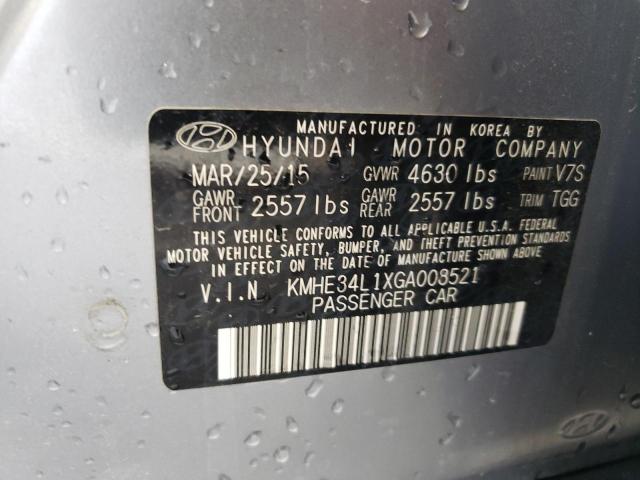 MANUFACTURED IN KOREA BY
HYUNDAI MOTOR COMPANY
MAR/25/15 GVWR 4630 lbs PAINT V7S
GAWR FRONT 2557 lbs GAWR REAR 2557 lbs TRIM TGG
THIS VEHICLE CONFORMS TO ALL APPLICABLE U.S.A. FEDERAL
MOTOR VEHICLE SAFETY, BUMPER, AND THEFT PREVENTION STANDARDS
IN EFFECT ON THE DATE OF MANUFACTURE SHOWN ABOVE
V.I.N KMHE34L1XGA008521
PASSENGER CAR